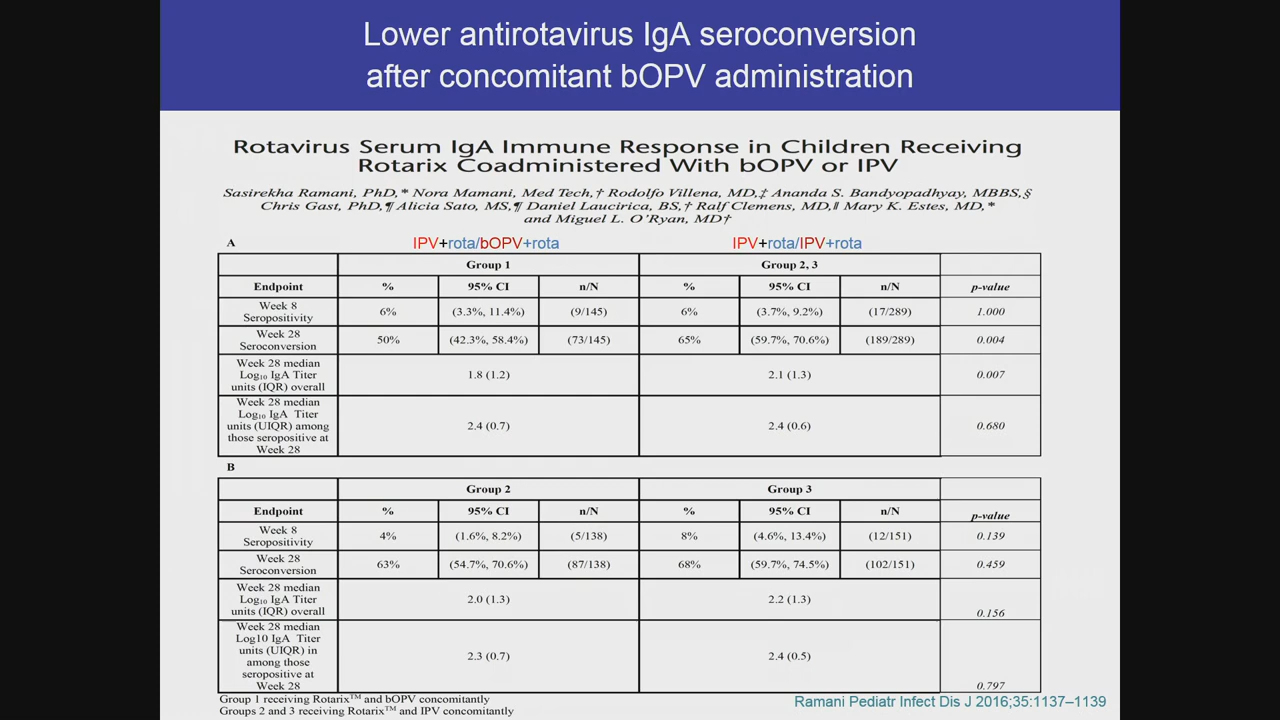 Lower antirotavirus IgA seroconversion
after concomitant bOPV administration
Rotavirus Serum IgA Immune Response in Children Receiving
Rotarix Coadministered With bOPV or IPV
Sasirekha Ramani, PhD,* Nora Mamani, Med Tech,† Rodolfo Villena, MD,‡ Ananda S. Bandyopadhyay, MBBS,§
Chris Gast, PhD,¶ Alicia Sato, MS,¶ Daniel Laucirica, BS,† Ralf Clemens, MD,‖ Mary K. Estes, MD,*
and Miguel L. O'Ryan, MD†
A
IPV+rota/bOPV+rota
IPV+rota/IPV+rota
Group 1
Group 2, 3
Endpoint % 95% CI n/N % 95% CI n/N p-value
Week 8
Seropositivity
6% (3.3%, 11.4%) (9/145) 6% (3.7%, 9.2%) (17/289) 1.000
Week 28
Seroconversion
50% (42.3%, 58.4%) (73/145) 65% (59.7%, 70.6%) (189/289) 0.004
Week 28 median
Log₁₀ IgA Titer
units (IQR) overall
1.8 (1.2) 2.1 (1.3) 0.007
Week 28 median
Log₁₀ IgA Titer
units (UIQR) among
those seropositive at
Week 28
2.4 (0.7) 2.4 (0.6) 0.680
B
Group 2
Group 3
Endpoint % 95% CI n/N % 95% CI n/N p-value
Week 8
Seropositivity
4% (1.6%, 8.2%) (5/138) 8% (4.6%, 13.4%) (12/151) 0.139
Week 28
Seroconversion
63% (54.7%, 70.6%) (87/138) 68% (59.7%, 74.5%) (102/151) 0.459
Week 28 median
Log₁₀ IgA Titer
units (IQR) overall
2.0 (1.3) 2.2 (1.3) 0.156
Week 28 median
Log10 IgA Titer
units (UIQR) in
among those
seropositive at
Week 28
2.3 (0.7) 2.4 (0.5) 0.797
Group 1 receiving Rotarix™ and bOPV concomitantly
Groups 2 and 3 receiving Rotarix™ and IPV concomitantly
Ramani Pediatr Infect Dis J 2016;35:1137–1139